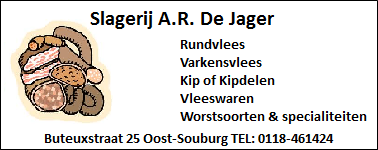 Slagerij A.R. De Jager
Rundvlees
Varkensvlees
Kip of Kipdelen
Vleeswaren
Worstsoorten & specialiteiten
Buteuxstraat 25 Oost-Souburg TEL: 0118-461424